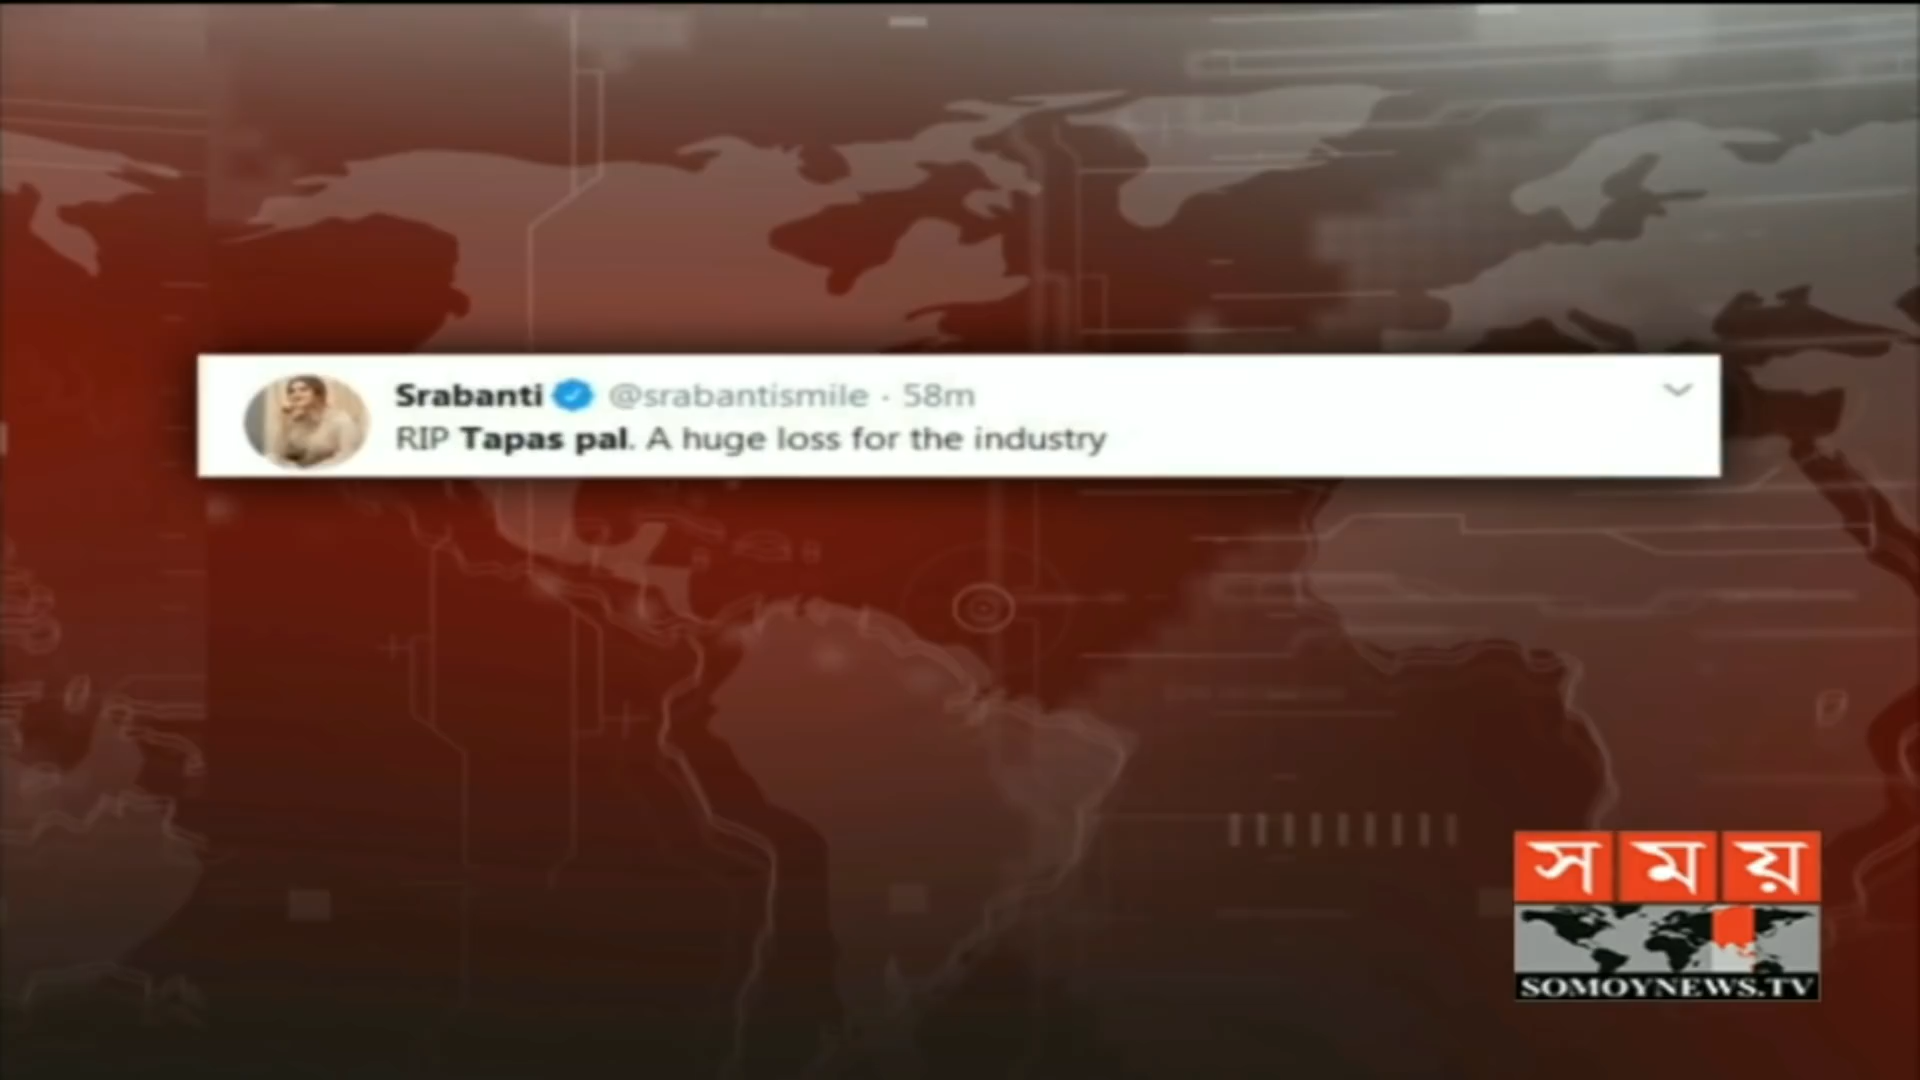 Srabanti @srabantismile · 58m
RIP Tapas pal. A huge loss for the industry
সময়
SOMOYNEWS.TV